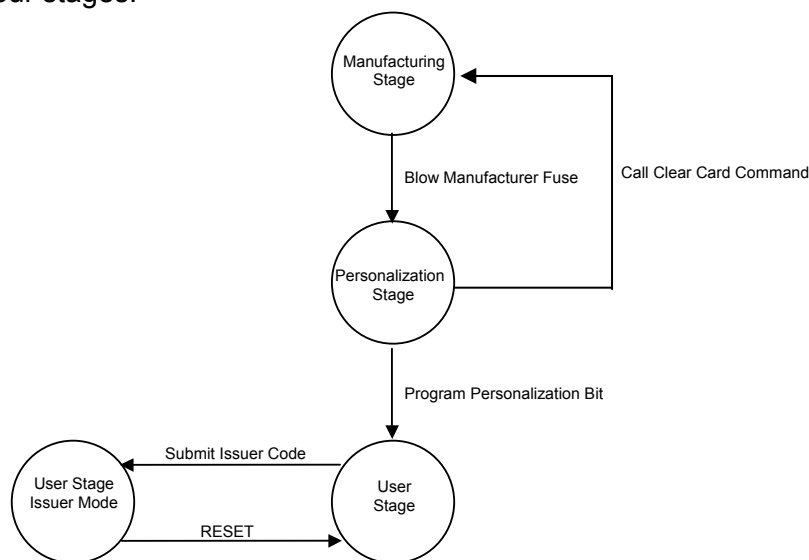 stages.
Manufacturing
Stage
Blow Manufacturer Fuse
Call Clear Card Command
Personalization
Stage
Program Personalization Bit
Submit Issuer Code
User Stage
Issuer Mode
User
Stage
RESET